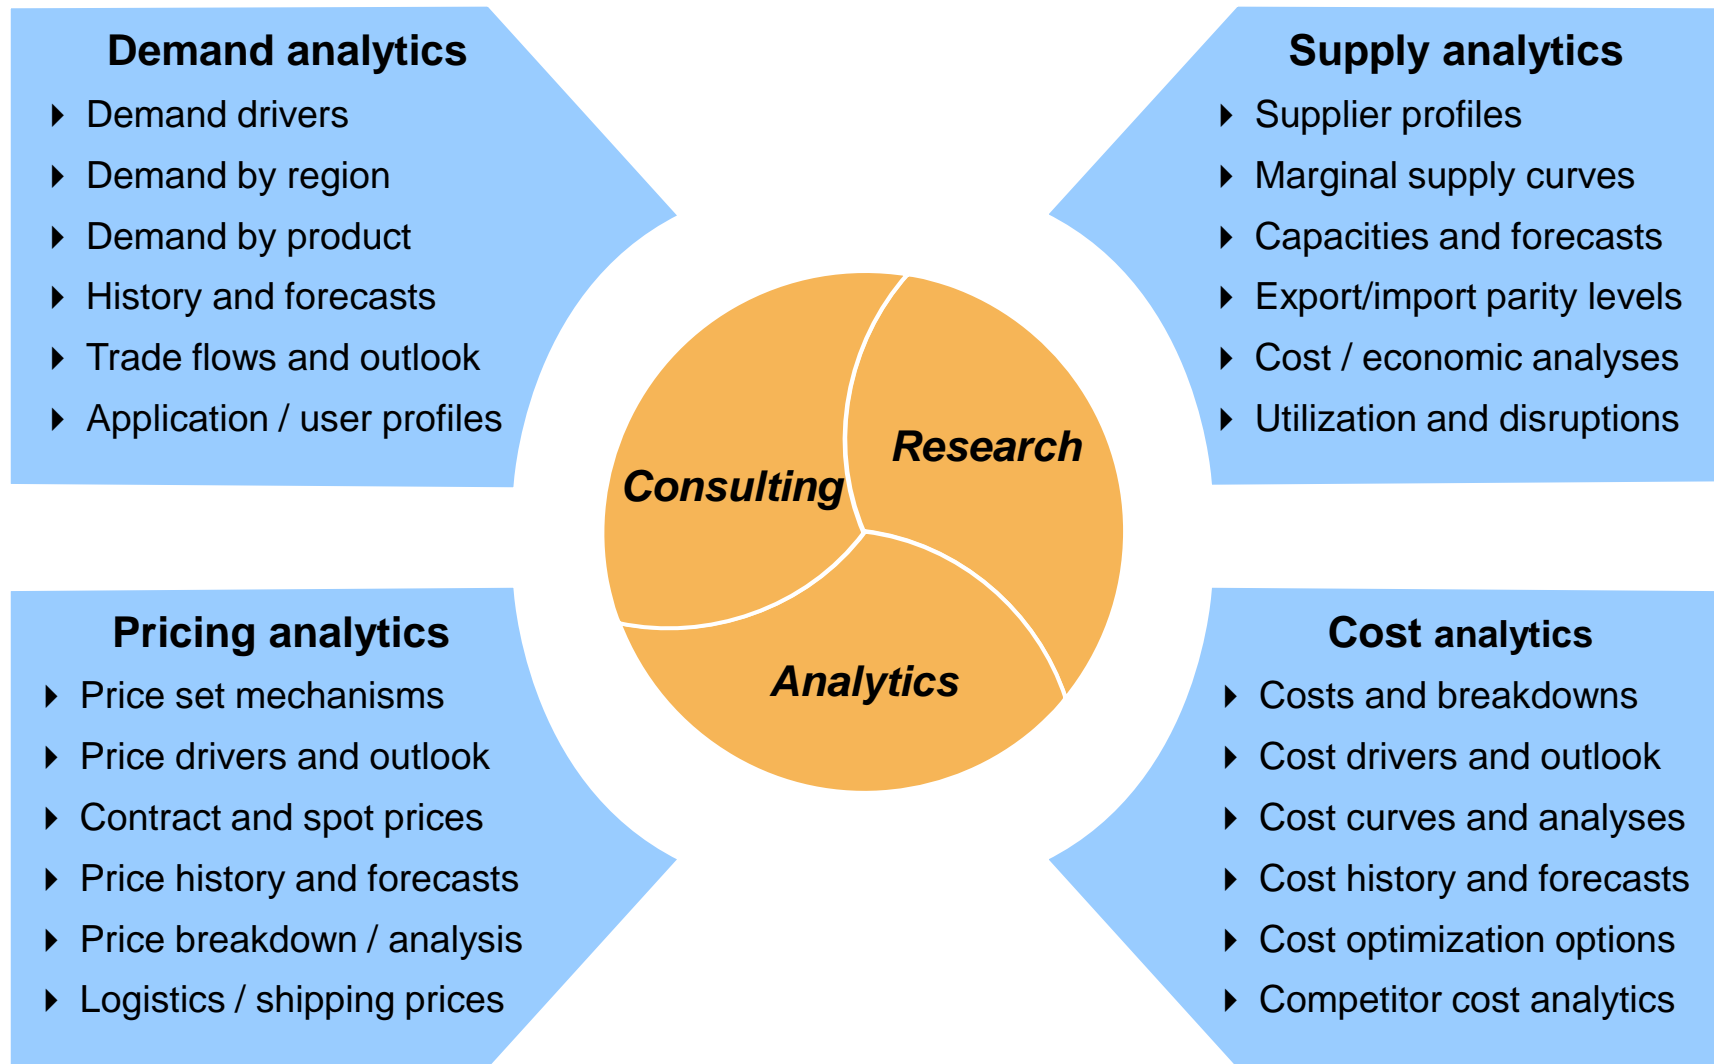 Demand analytics
Demand drivers
Demand by region
Demand by product
History and forecasts
Trade flows and outlook
Application / user profiles
Supply analytics
Supplier profiles
Marginal supply curves
Capacities and forecasts
Export/import parity levels
Cost / economic analyses
Utilization and disruptions
Consulting
Research
Analytics
Pricing analytics
Price set mechanisms
Price drivers and outlook
Contract and spot prices
Price history and forecasts
Price breakdown / analysis
Logistics / shipping prices
Cost analytics
Costs and breakdowns
Cost drivers and outlook
Cost curves and analyses
Cost history and forecasts
Cost optimization options
Competitor cost analytics